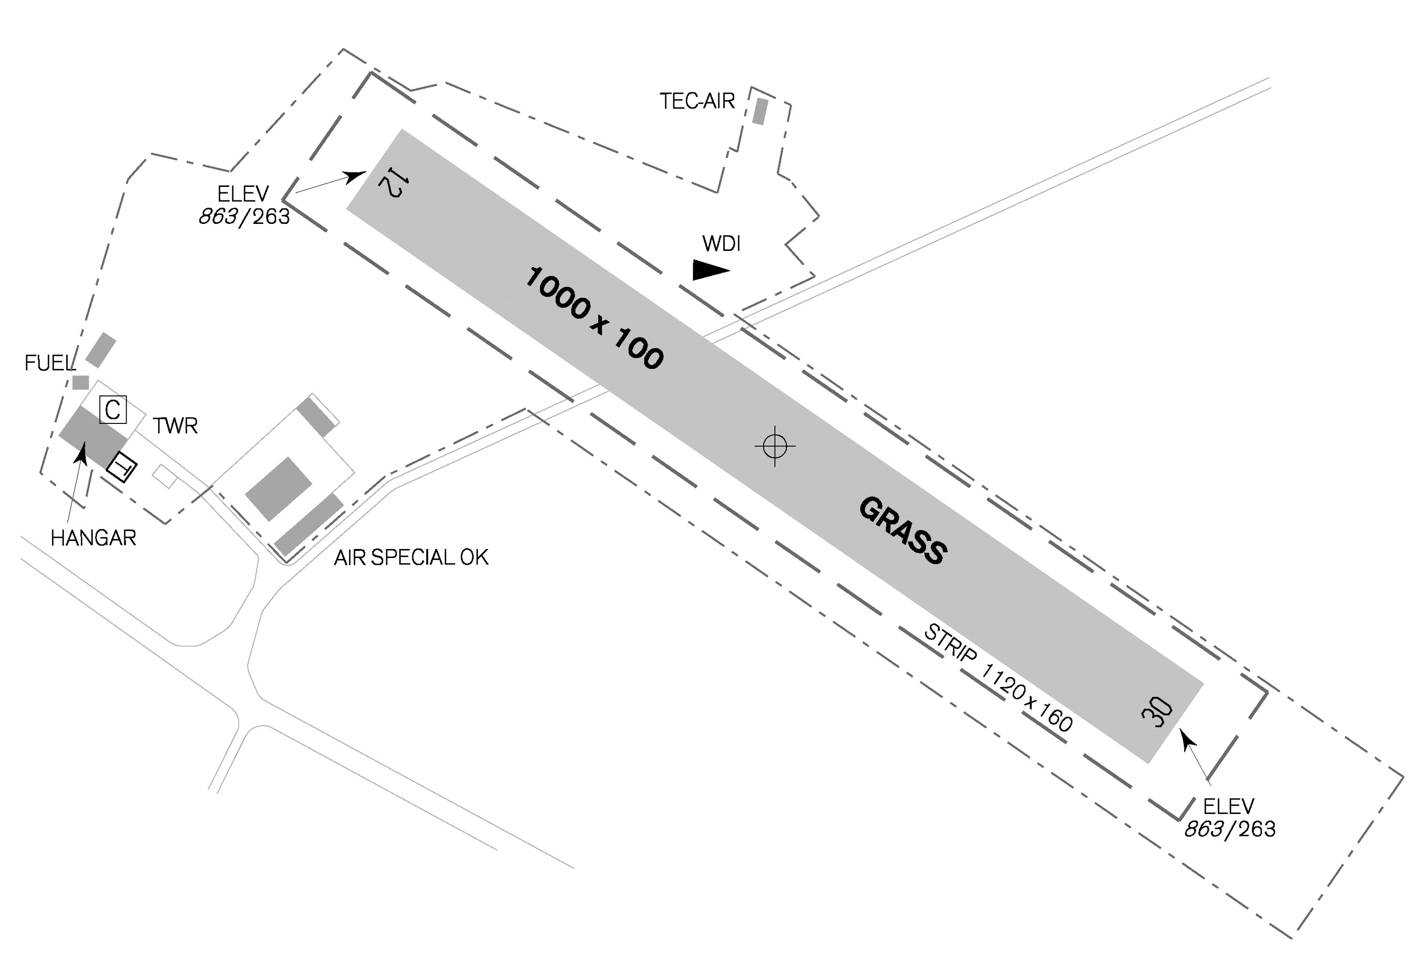 TEC-AIR
12
ELEV
863/263
WDI
1000 x 100
FUEL
C
TWR
GRASS
HANGAR
AIR SPECIAL OK
STRIP 1120 x 160
30
ELEV
863/263